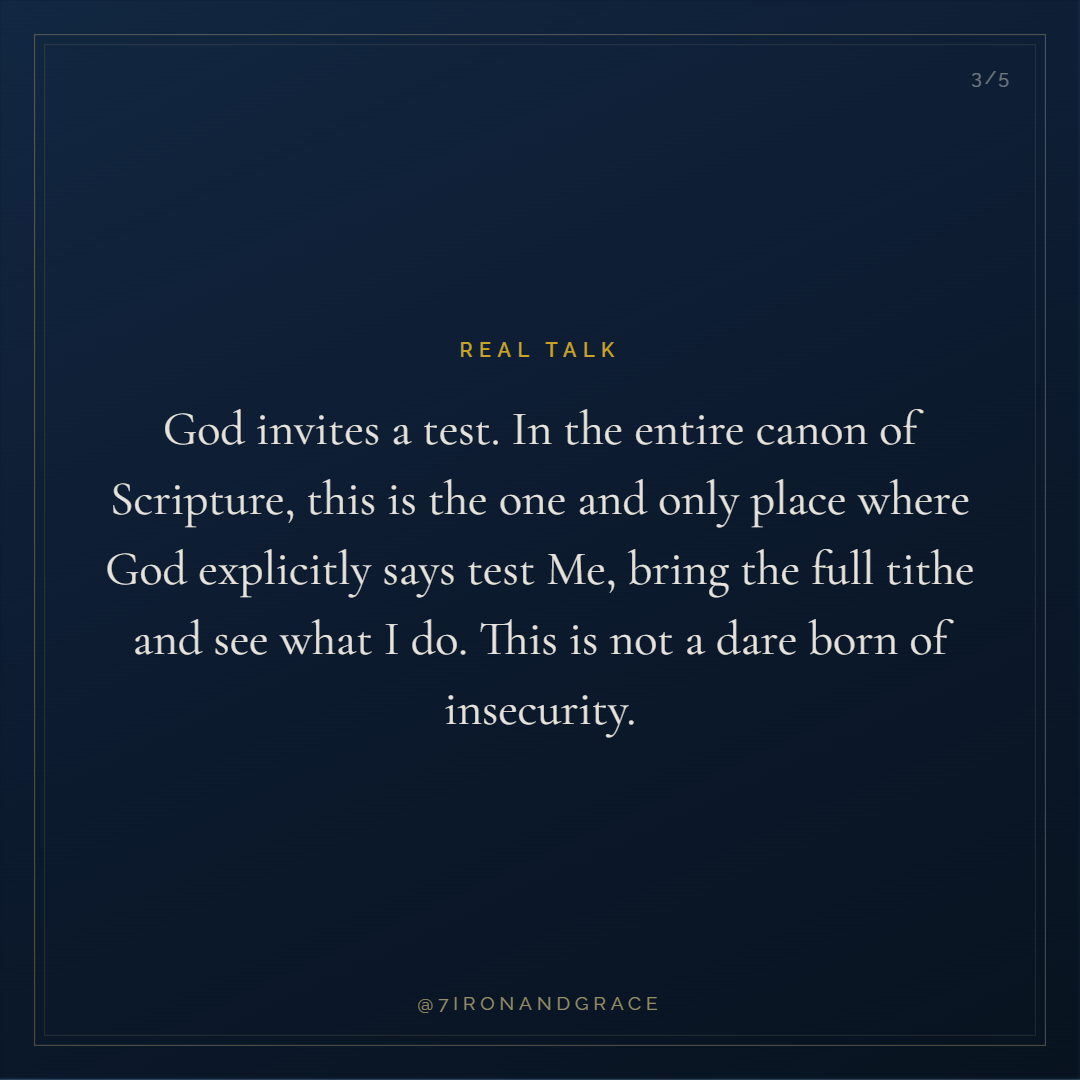 3/5
REAL TALK
God invites a test. In the entire canon of
Scripture, this is the one and only place where
God explicitly says test Me, bring the full tithe
and see what I do. This is not a dare born of
insecurity.
@7IRONANDGRACE